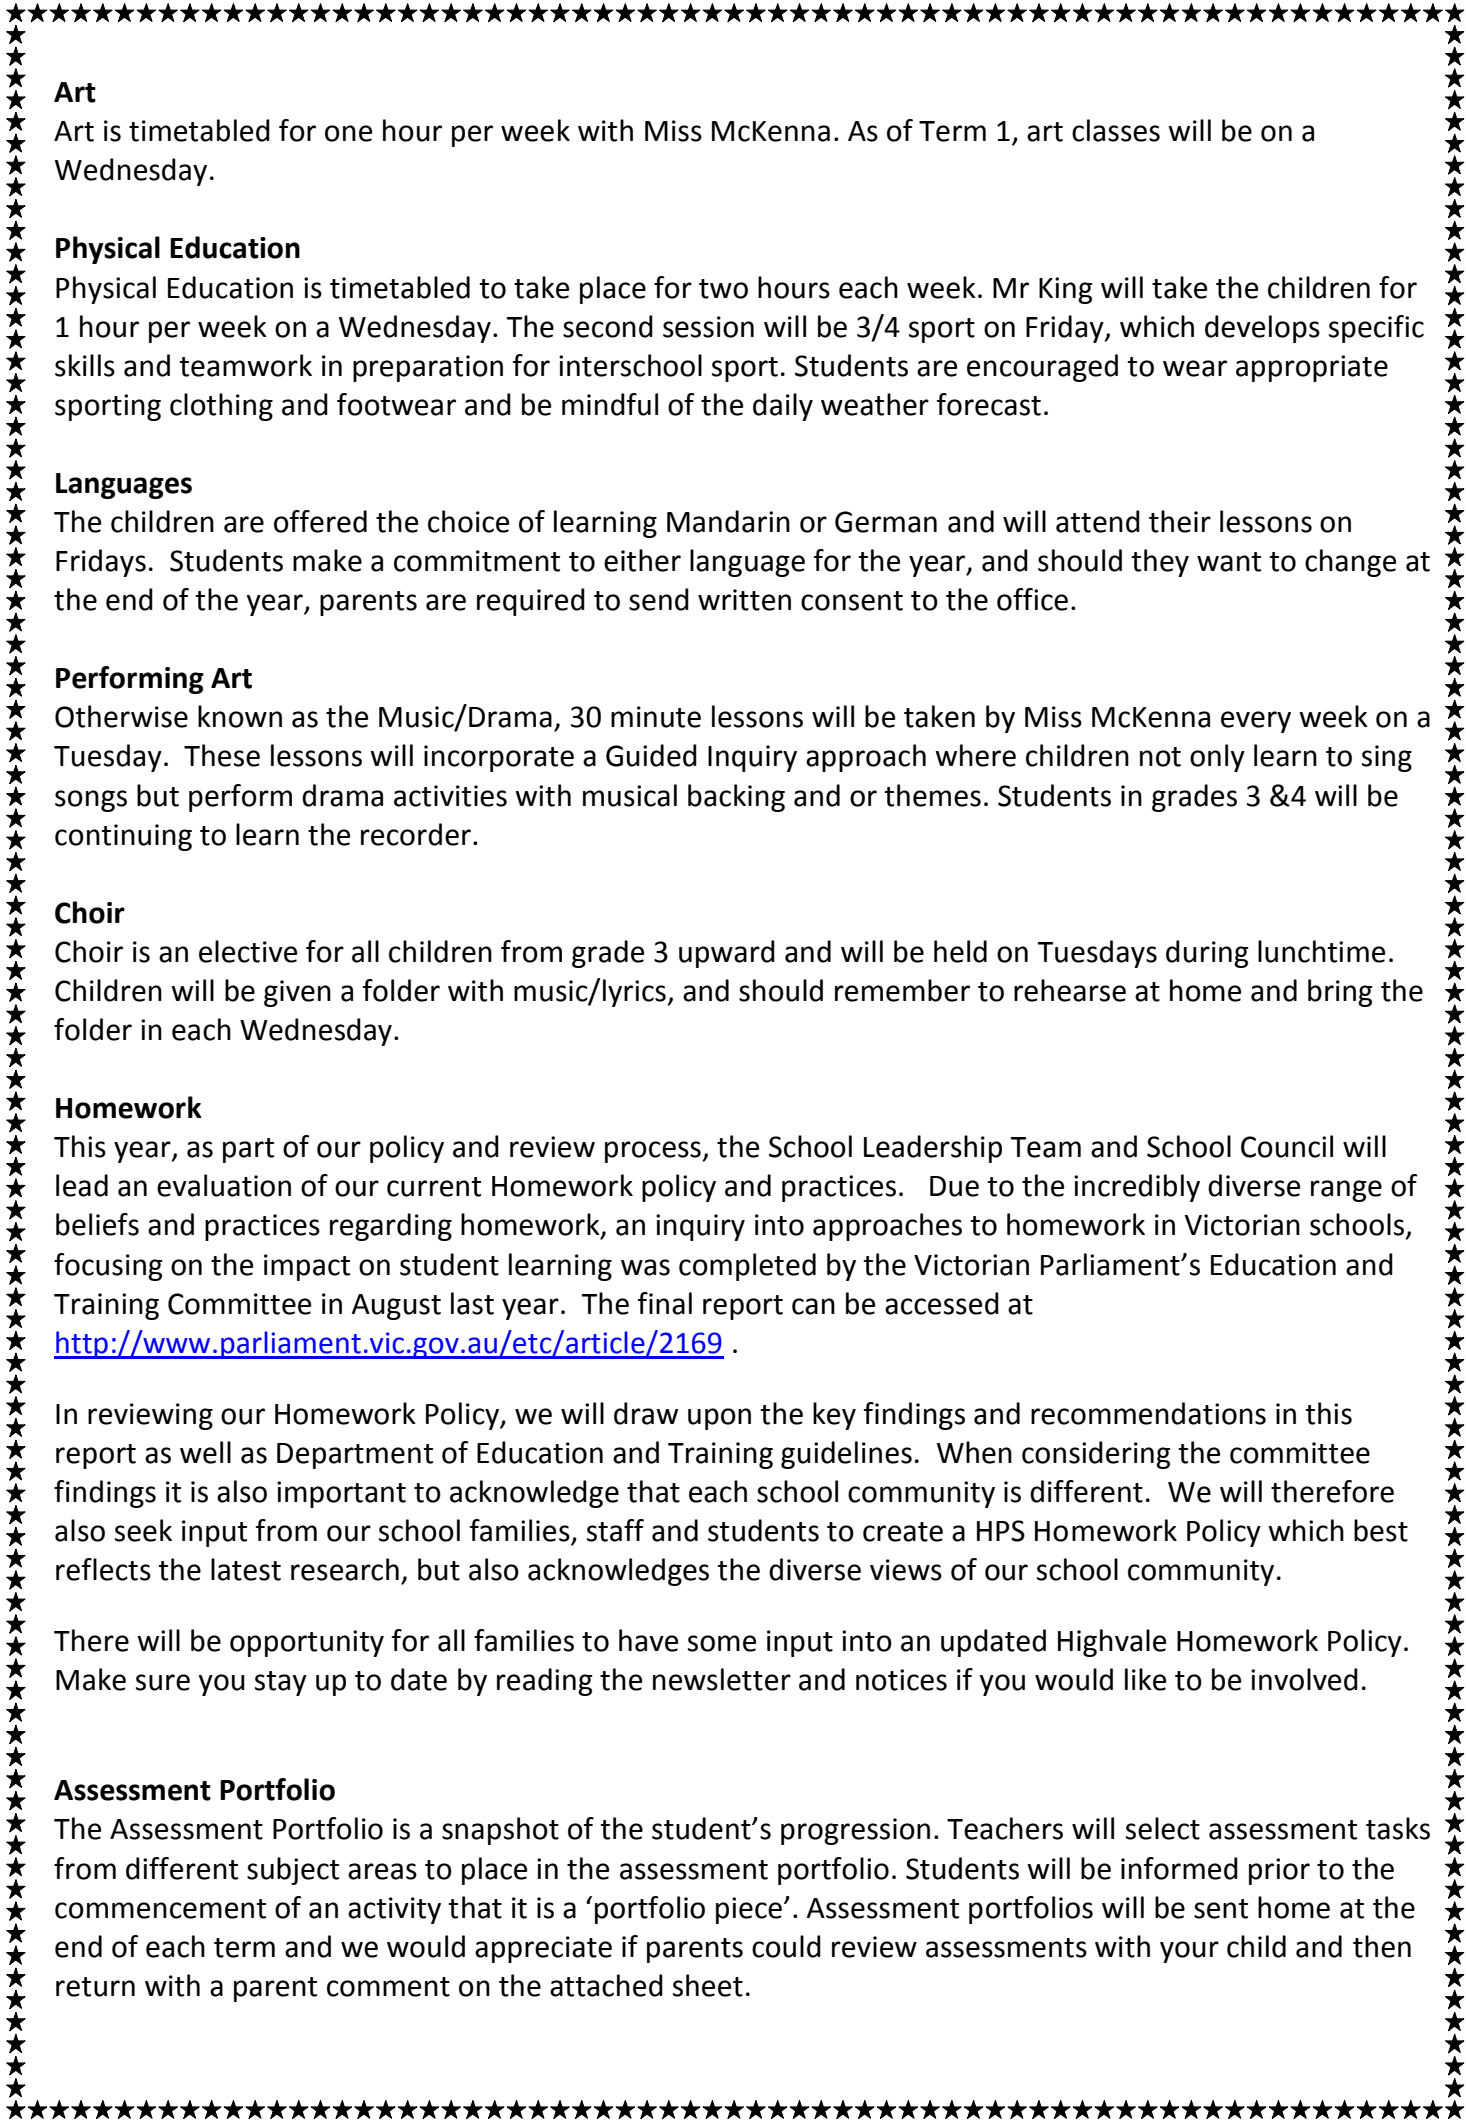 Art
Art is timetabled for one hour per week with Miss McKenna. As of Term 1, art classes will be on a
Wednesday.
Physical Education
Physical Education is timetabled to take place for two hours each week. Mr King will take the children for
1 hour per week on a Wednesday. The second session will be 3/4 sport on Friday, which develops specific
skills and teamwork in preparation for interschool sport. Students are encouraged to wear appropriate
sporting clothing and footwear and be mindful of the daily weather forecast.
Languages
The children are offered the choice of learning Mandarin or German and will attend their lessons on
Fridays.  Students make a commitment to either language for the year, and should they want to change at
the end of the year, parents are required to send written consent to the office.
Performing Art
Otherwise known as the Music/Drama, 30 minute lessons will be taken by Miss McKenna every week on a
Tuesday.  These lessons will incorporate a Guided Inquiry approach where children not only learn to sing
songs but perform drama activities with musical backing and or themes. Students in grades 3 &4 will be
continuing to learn the recorder.
Choir
Choir is an elective for all children from grade 3 upward and will be held on Tuesdays during lunchtime.
Children will be given a folder with music/lyrics, and should remember to rehearse at home and bring the
folder in each Wednesday.
Homework
This year, as part of our policy and review process, the School Leadership Team and School Council will
lead an evaluation of our current Homework policy and practices.   Due to the incredibly diverse range of
beliefs and practices regarding homework, an inquiry into approaches to homework in Victorian schools,
focusing on the impact on student learning was completed by the Victorian Parliament’s Education and
Training Committee in August last year.  The final report can be accessed at
http://www.parliament.vic.gov.au/etc/article/2169 .
In reviewing our Homework Policy, we will draw upon the key findings and recommendations in this
report as well as Department of Education and Training guidelines.  When considering the committee
findings it is also important to acknowledge that each school community is different.  We will therefore
also seek input from our school families, staff and students to create a HPS Homework Policy which best
reflects the latest research, but also acknowledges the diverse views of our school community.
There will be opportunity for all families to have some input into an updated Highvale Homework Policy.
Make sure you stay up to date by reading the newsletter and notices if you would like to be involved.
Assessment Portfolio
The Assessment Portfolio is a snapshot of the student’s progression. Teachers will select assessment tasks
from different subject areas to place in the assessment portfolio. Students will be informed prior to the
commencement of an activity that it is a ‘portfolio piece’. Assessment portfolios will be sent home at the
end of each term and we would appreciate if parents could review assessments with your child and then
return with a parent comment on the attached sheet.